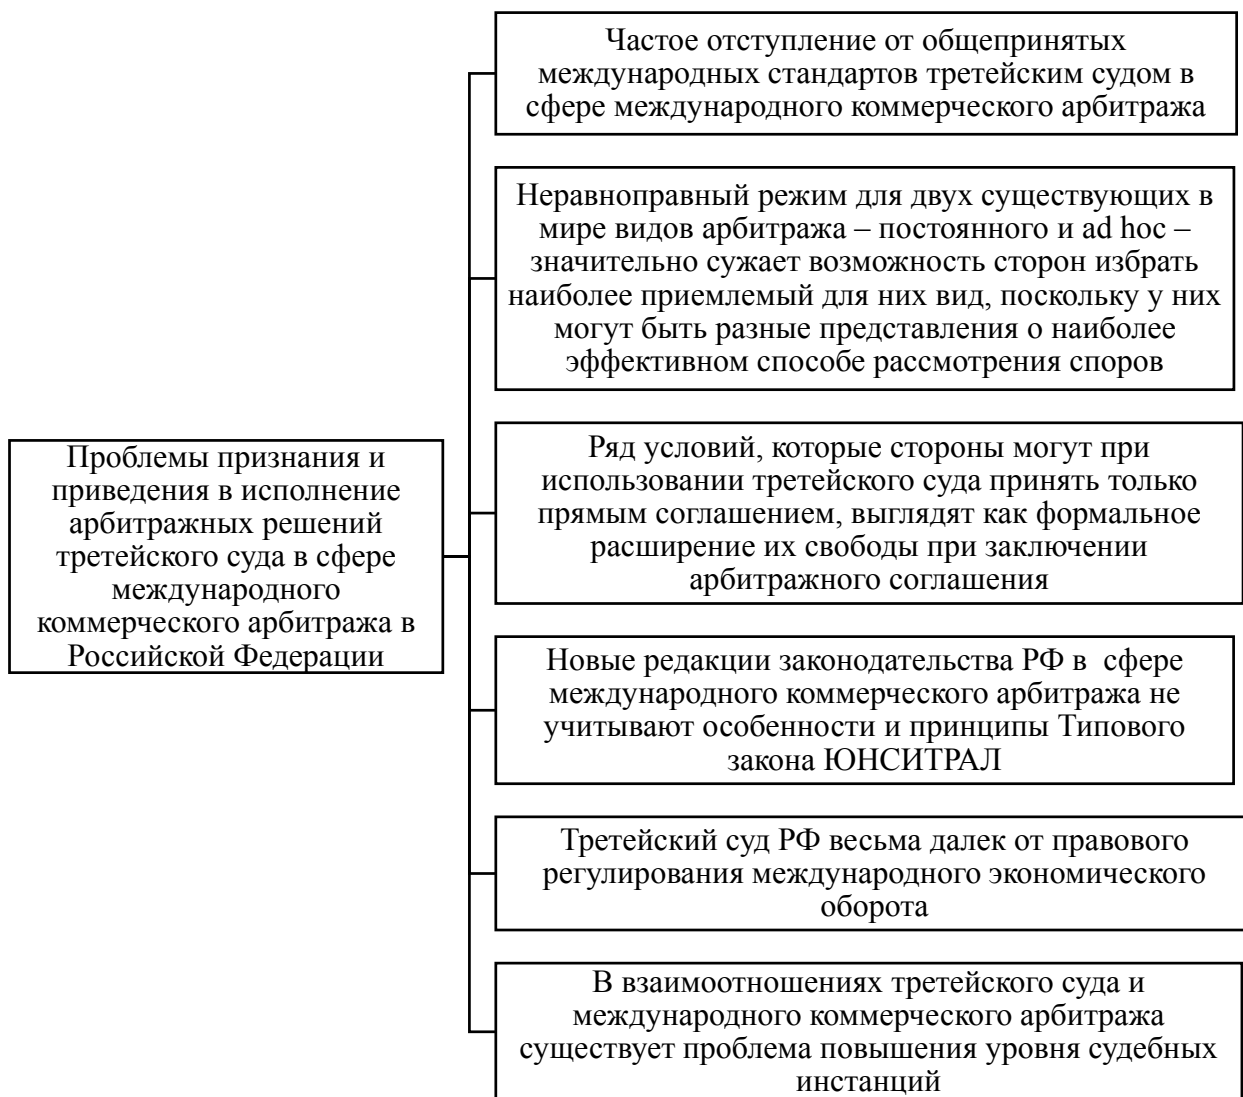 Частое отступление от общепринятых
международных стандартов третейским судом в
сфере международного коммерческого арбитража
Неравноправный режим для двух существующих в
мире видов арбитража – постоянного и ad hoc –
значительно сужает возможность сторон избрать
наиболее приемлемый для них вид, поскольку у них
могут быть разные представления о наиболее
эффективном способе рассмотрения споров
Проблемы признания и
приведения в исполнение
арбитражных решений
третейского суда в сфере
международного
коммерческого арбитража в
Российской Федерации
Ряд условий, которые стороны могут при
использовании третейского суда принять только
прямым соглашением, выглядят как формальное
расширение их свободы при заключении
арбитражного соглашения
Новые редакции законодательства РФ в  сфере
международного коммерческого арбитража не
учитывают особенности и принципы Типового
закона ЮНСИТРАЛ
Третейский суд РФ весьма далек от правового
регулирования международного экономического
оборота
В взаимоотношениях третейского суда и
международного коммерческого арбитража
существует проблема повышения уровня судебных
инстанций